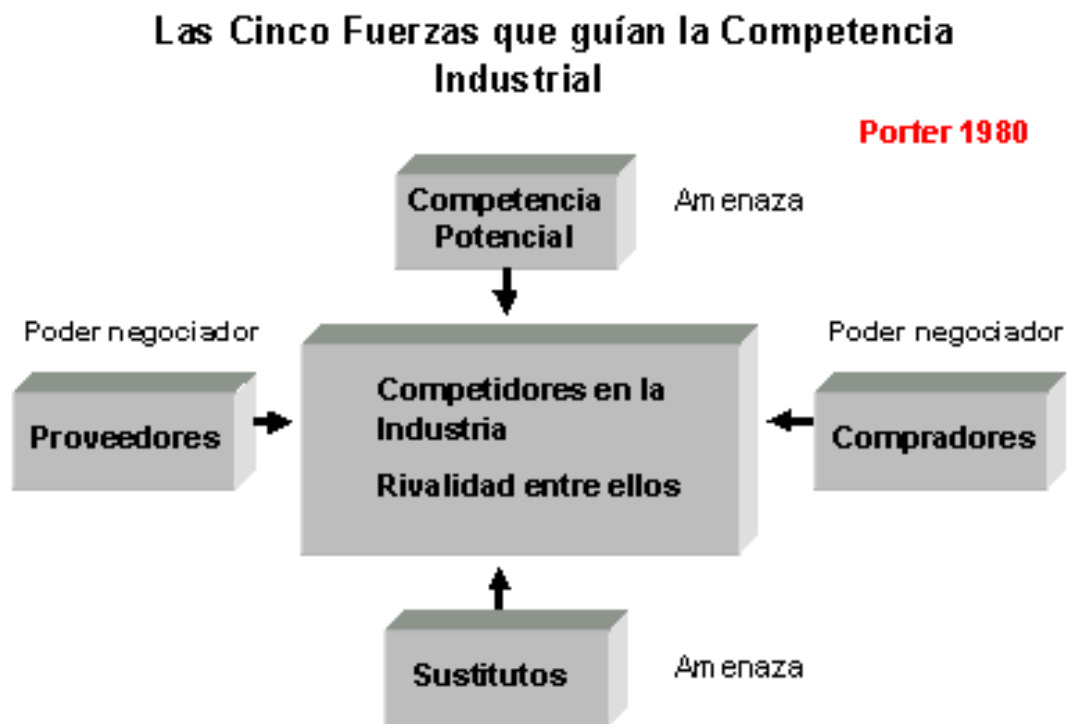 Las Cinco Fuerzas que guían la Competencia
Industrial
Porter 1980
Competencia
Potencial
Amenaza
Poder negociador
Poder negociador
Proveedores
Competidores en la
Industria
Rivalidad entre ellos
Compradores
Sustitutos
Amenaza